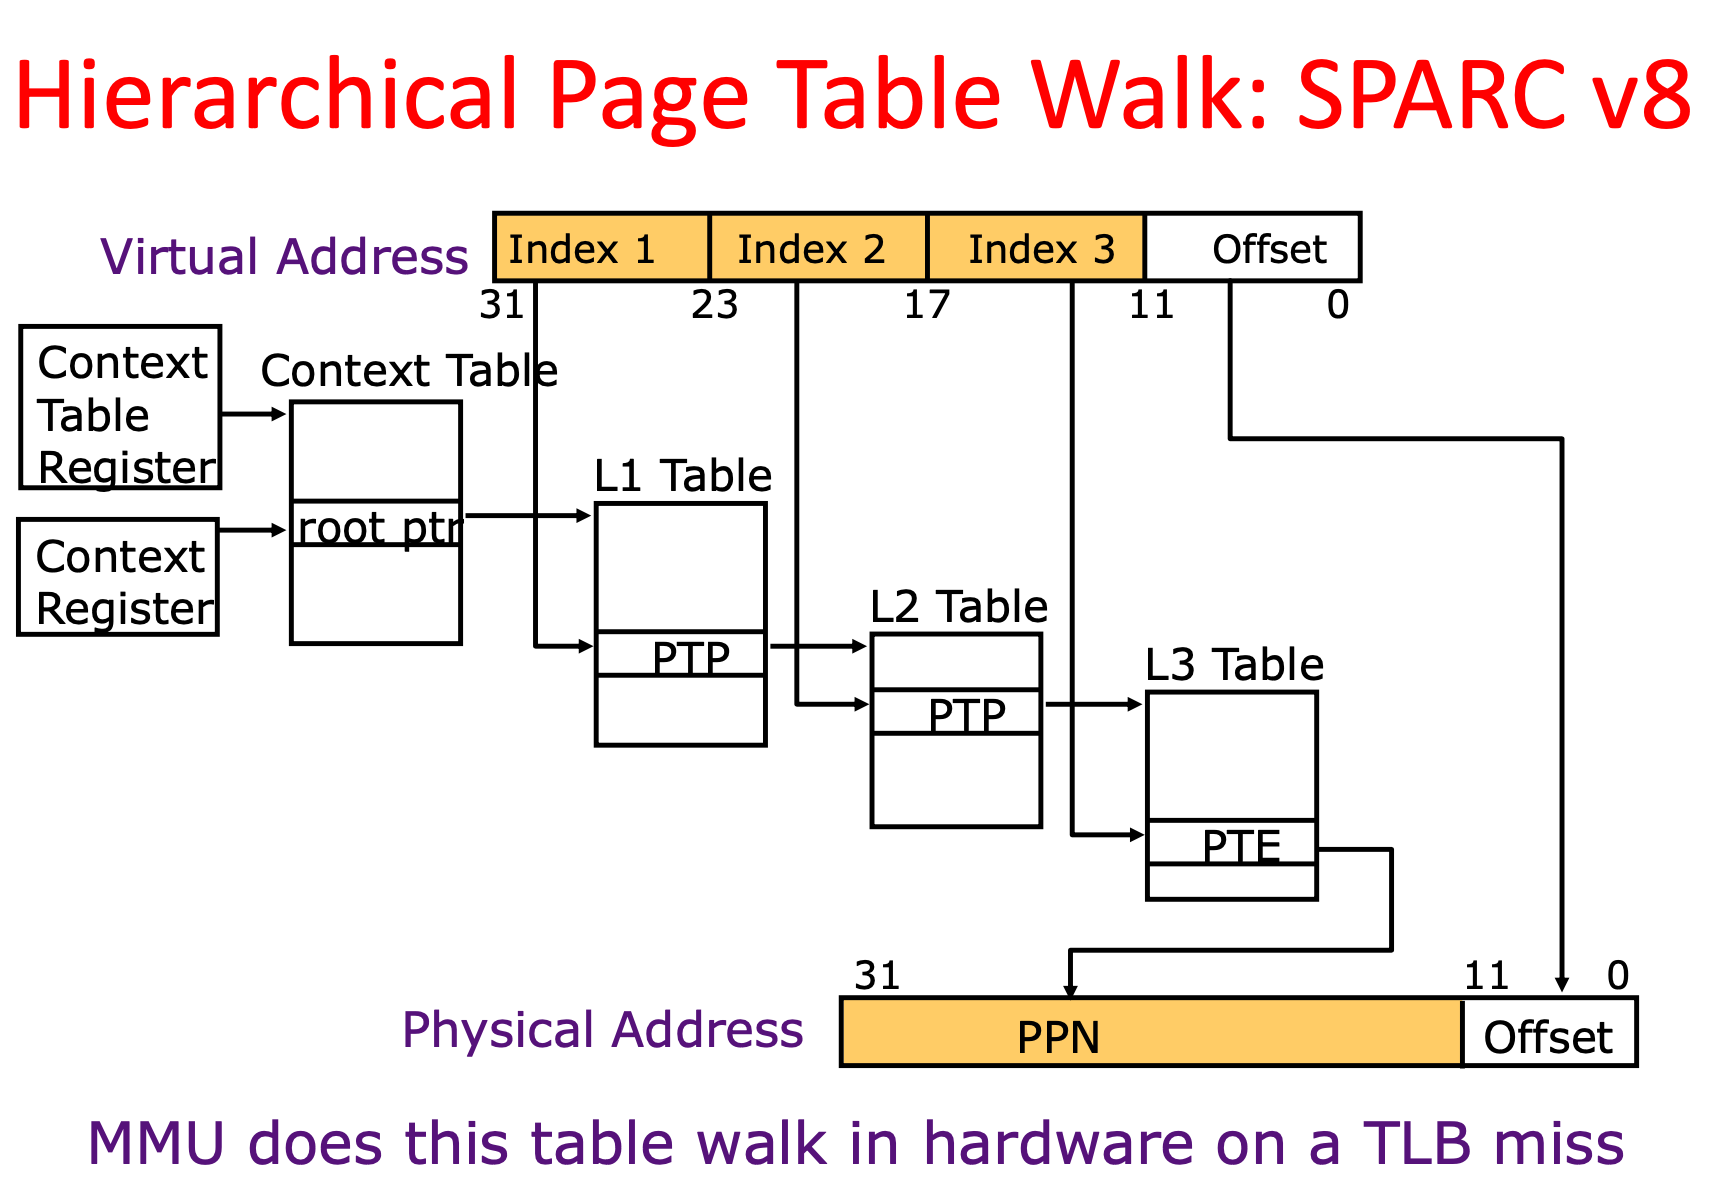 Hierarchical Page Table Walk: SPARC v8
Virtual Address
Index 1
Index 2
Index 3
Offset
31
23
17
11
0
Context
Table
Register
Context Table
root ptr
Context
Register
L1 Table
PTP
L2 Table
PTP
L3 Table
PTE
31
11
0
Physical Address
PPN
Offset
MMU does this table walk in hardware on a TLB miss